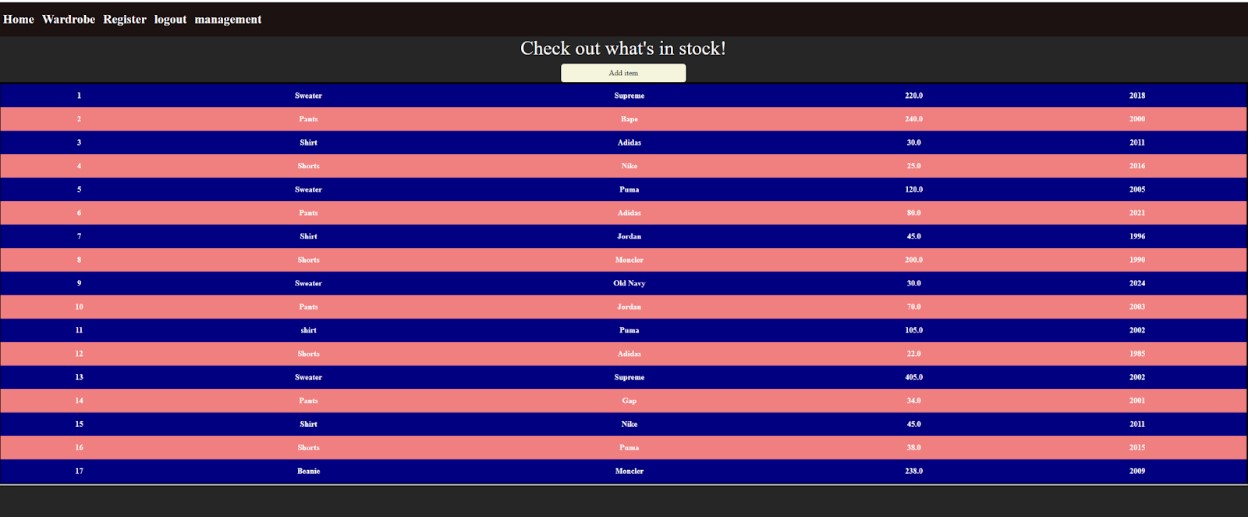 Home Wardrobe Register logout management
Check out what's in stock!
Add item
1 Sweater Supreme 220.0 2018
2 Pants Bape 240.0 2000
3 Shirt Adidas 30.0 2011
4 Shorts Nike 25.0 2016
5 Sweater Puma 120.0 2005
6 Pants Adidas 80.0 2021
7 Shirt Jordan 45.0 1996
8 Shorts Moncler 200.0 1990
9 Sweater Old Navy 30.0 2024
10 Pants Jordan 70.0 2003
11 shirt Puma 105.0 2002
12 Shorts Adidas 22.0 1985
13 Sweater Supreme 405.0 2002
14 Pants Gap 34.0 2001
15 Shirt Nike 45.0 2011
16 Shorts Puma 38.0 2015
17 Beanie Moncler 238.0 2009